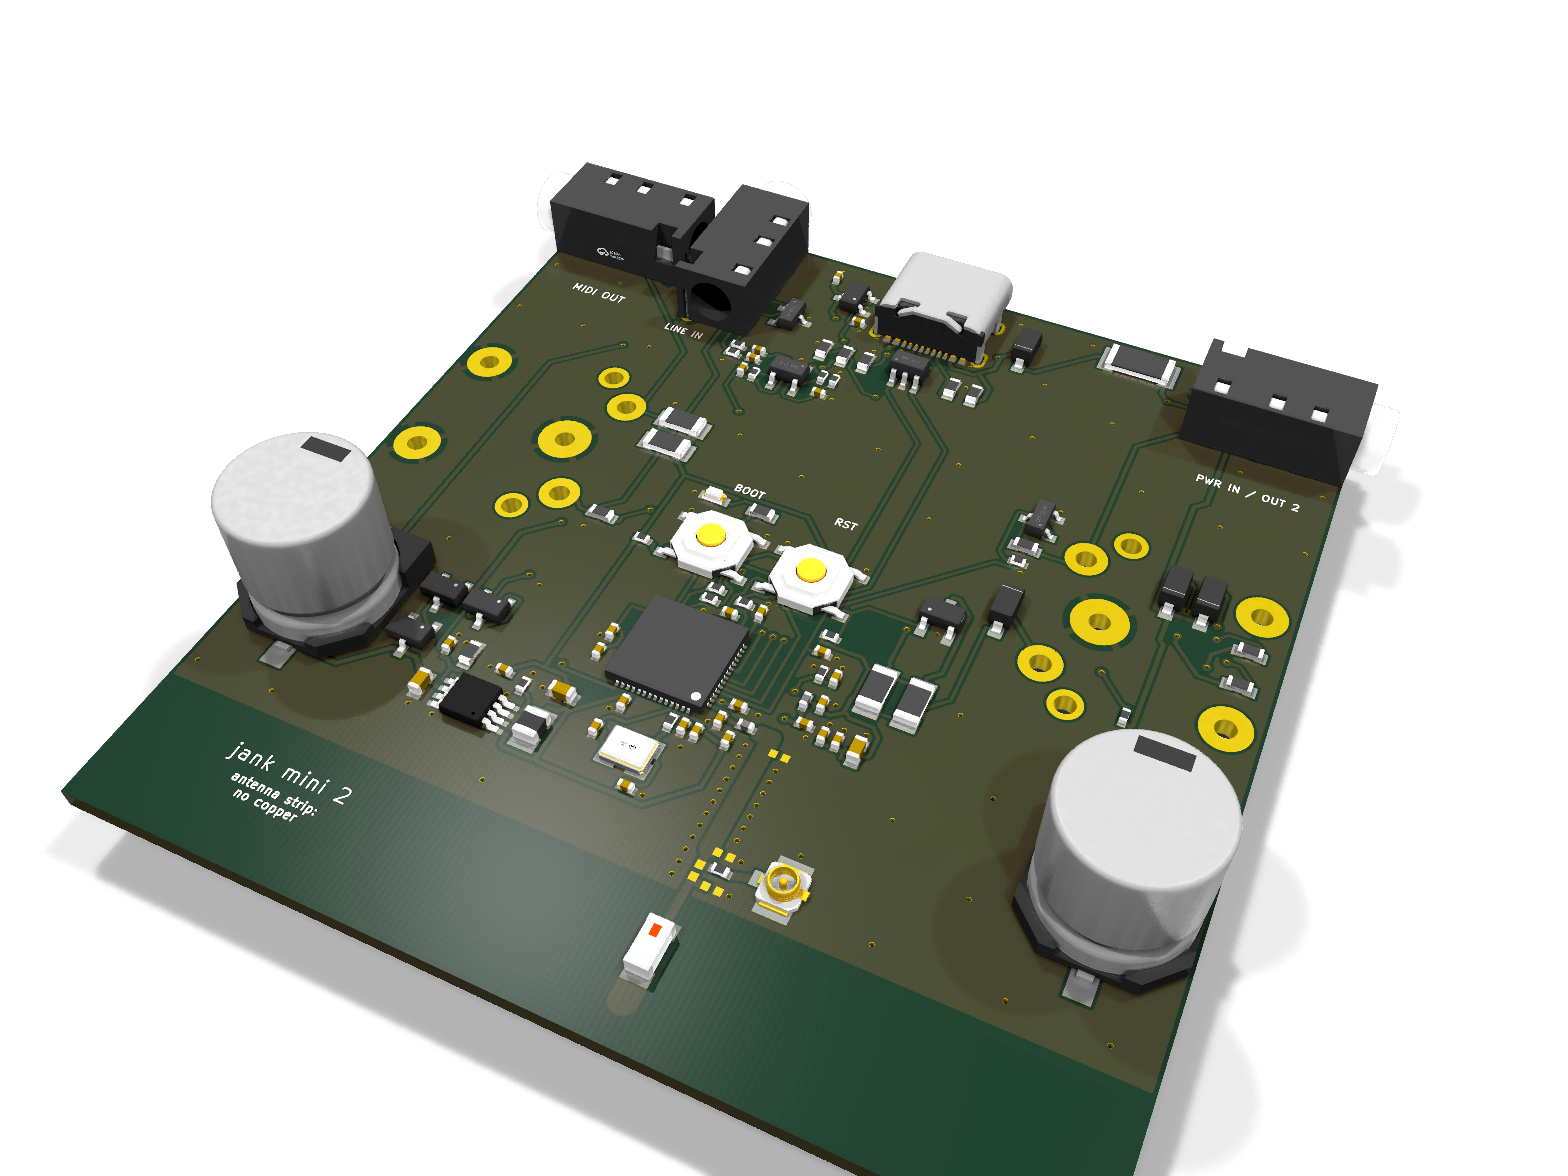 MIDI OUT
LINE IN
BOOT
RST
PWR IN / OUT 2
jank mini 2
antenna strip:
no copper